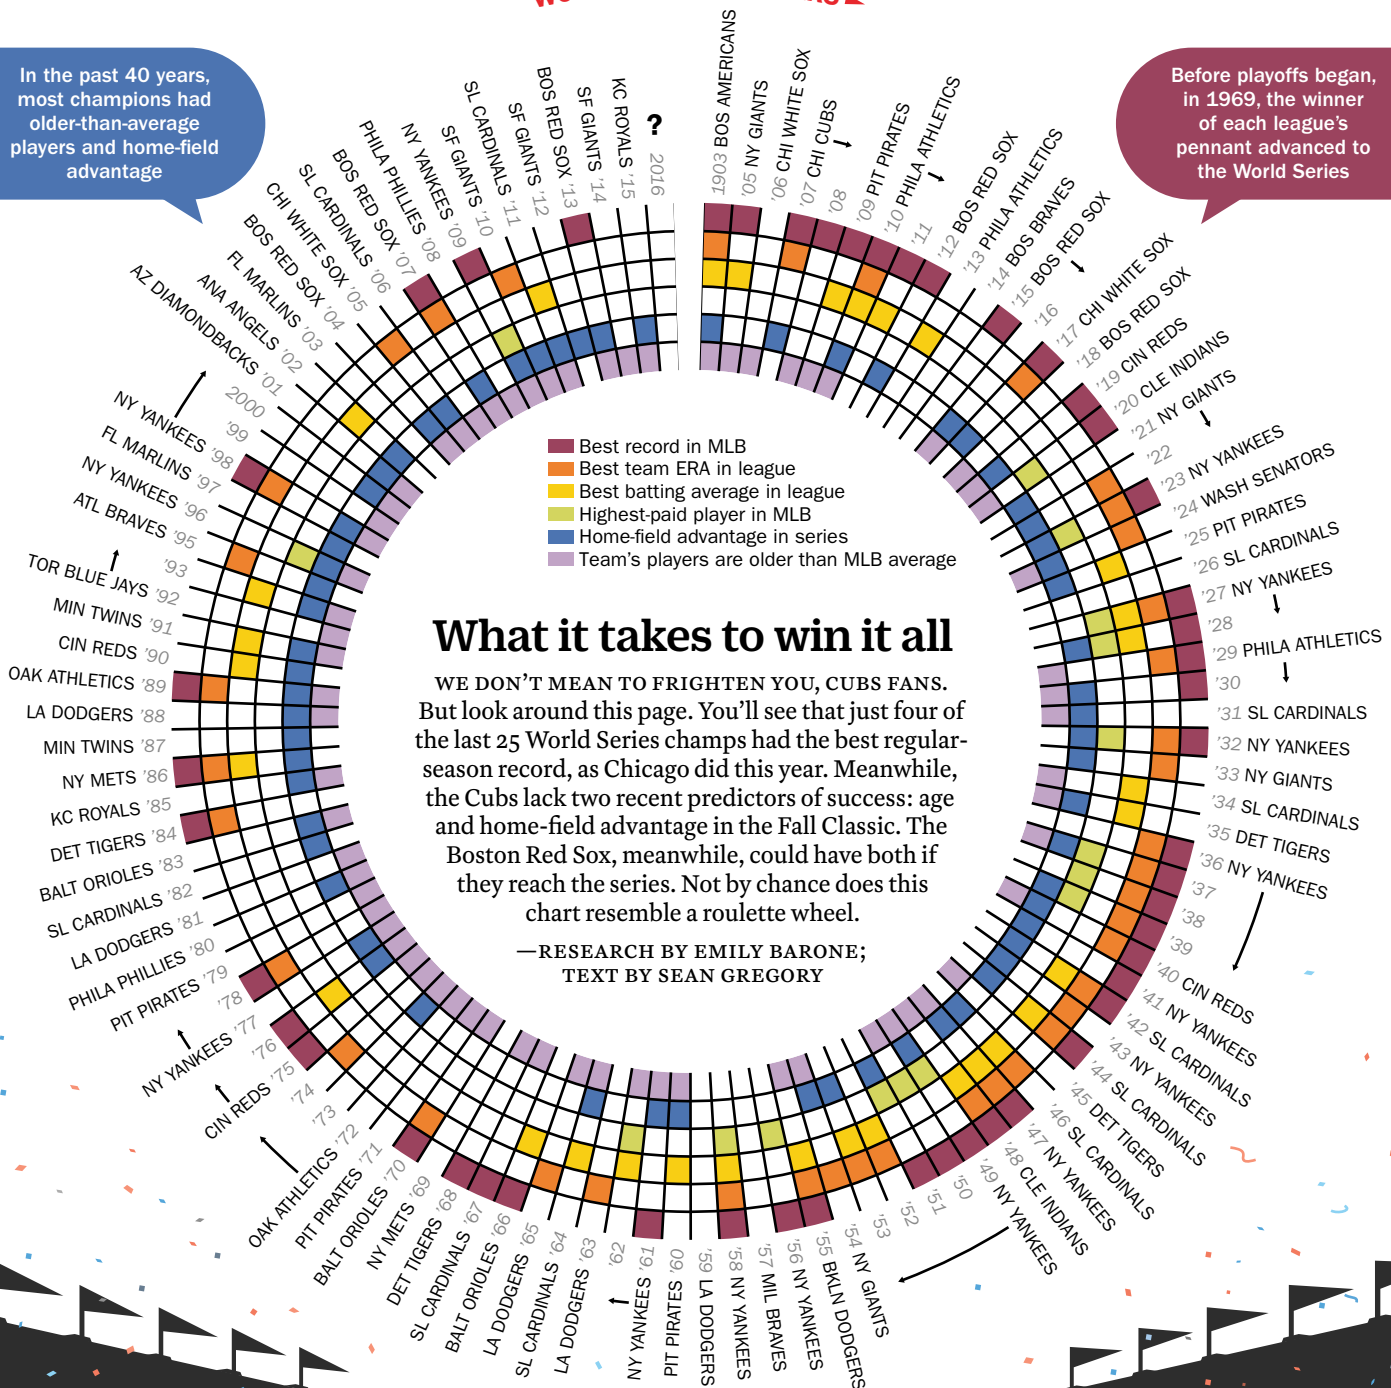 In the past 40 years,
most champions had
older-than-average
players and home-field
advantage
Before playoffs began,
in 1969, the winner
of each league's
pennant advanced to
the World Series
1903 BOS AMERICANS
'05 NY GIANTS
'06 CHI WHITE SOX
'07 CHI CUBS
'08
'09 PIT PIRATES
'10 PHILA ATHLETICS
'11
'12 BOS RED SOX
'13 PHILA ATHLETICS
'14 BOS BRAVES
'15 BOS RED SOX
'16
'17 CHI WHITE SOX
'18 BOS RED SOX
'19 CIN REDS
'20 CLE INDIANS
'21 NY GIANTS
'22
'23 NY YANKEES
'24 WASH SENATORS
'25 PIT PIRATES
'26 SL CARDINALS
'27 NY YANKEES
'28
'29 PHILA ATHLETICS
'30
'31 SL CARDINALS
'32 NY YANKEES
'33 NY GIANTS
'34 SL CARDINALS
'35 DET TIGERS
'36 NY YANKEES
'37
'38
'39
'40 CIN REDS
'41 NY YANKEES
'42 SL CARDINALS
'43 NY YANKEES
'44 SL CARDINALS
'45 DET TIGERS
'46 SL CARDINALS
'47 NY YANKEES
'48 CLE INDIANS
'49 NY YANKEES
'50
'51
'52
'53
'54 NY GIANTS
'55 BKLN DODGERS
'56 NY YANKEES
'57 MIL BRAVES
'58 NY YANKEES
'59 LA DODGERS
PIT PIRATES '60
NY YANKEES '61
'62
LA DODGERS '63
SL CARDINALS '64
LA DODGERS '65
BALT ORIOLES '66
SL CARDINALS '67
DET TIGERS '68
NY METS '69
BALT ORIOLES '70
PIT PIRATES '71
OAK ATHLETICS '72
'73
'74
CIN REDS '75
'76
NY YANKEES '77
'78
PIT PIRATES '79
PHILA PHILLIES '80
LA DODGERS '81
SL CARDINALS '82
BALT ORIOLES '83
DET TIGERS '84
KC ROYALS '85
NY METS '86
MIN TWINS '87
LA DODGERS '88
OAK ATHLETICS '89
CIN REDS '90
MIN TWINS '91
TOR BLUE JAYS '92
'93
ATL BRAVES '95
NY YANKEES '96
FL MARLINS '97
NY YANKEES '98
'99
2000
AZ DIAMONDBACKS '01
ANA ANGELS '02
FL MARLINS '03
BOS RED SOX '04
CHI WHITE SOX '05
SL CARDINALS '06
BOS RED SOX '07
PHILA PHILLIES '08
NY YANKEES '09
SF GIANTS '10
SL CARDINALS '11
SF GIANTS '12
BOS RED SOX '13
SF GIANTS '14
KC ROYALS '15
? 2016
Best record in MLB
Best team ERA in league
Best batting average in league
Highest-paid player in MLB
Home-field advantage in series
Team's players are older than MLB average
What it takes to win it all
WE DON'T MEAN TO FRIGHTEN YOU, CUBS FANS.
But look around this page. You'll see that just four of
the last 25 World Series champs had the best regular-
season record, as Chicago did this year. Meanwhile,
the Cubs lack two recent predictors of success: age
and home-field advantage in the Fall Classic. The
Boston Red Sox, meanwhile, could have both if
they reach the series. Not by chance does this
chart resemble a roulette wheel.
—RESEARCH BY EMILY BARONE;
TEXT BY SEAN GREGORY